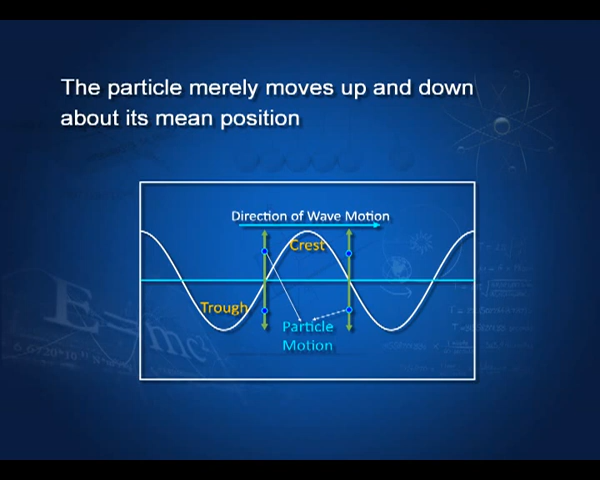 The particle merely moves up and down
about its mean position
Direction of Wave Motion
Crest
Trough
Particle
Motion
E=mc²